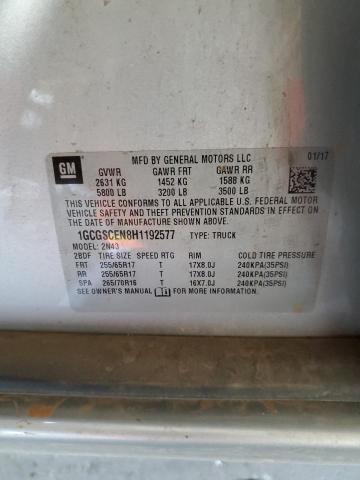 MFD BY GENERAL MOTORS LLC
01/17
GM
GVWR GAWR FRT GAWR RR
2631 KG 1452 KG 1588 KG
5800 LB 3200 LB 3500 LB
THIS VEHICLE CONFORMS TO ALL APPLICABLE U.S. FEDERAL MOTOR
VEHICLE SAFETY AND THEFT PREVENTION STANDARDS IN EFFECT ON
THE DATE OF MANUFACTURE SHOWN ABOVE.
1GCGSCEN8H1192577 TYPE: TRUCK
MODEL: 2N43
2BDF TIRE SIZE SPEED RTG RIM COLD TIRE PRESSURE
FRT 255/65R17 T 17X8.0J 240KPA(35PSI)
RR 255/65R17 T 17X8.0J 240KPA(35PSI)
SPA 265/70R16 T 16X7.0J 240KPA(35PSI)
SEE OWNER'S MANUAL FOR MORE INFORMATION.